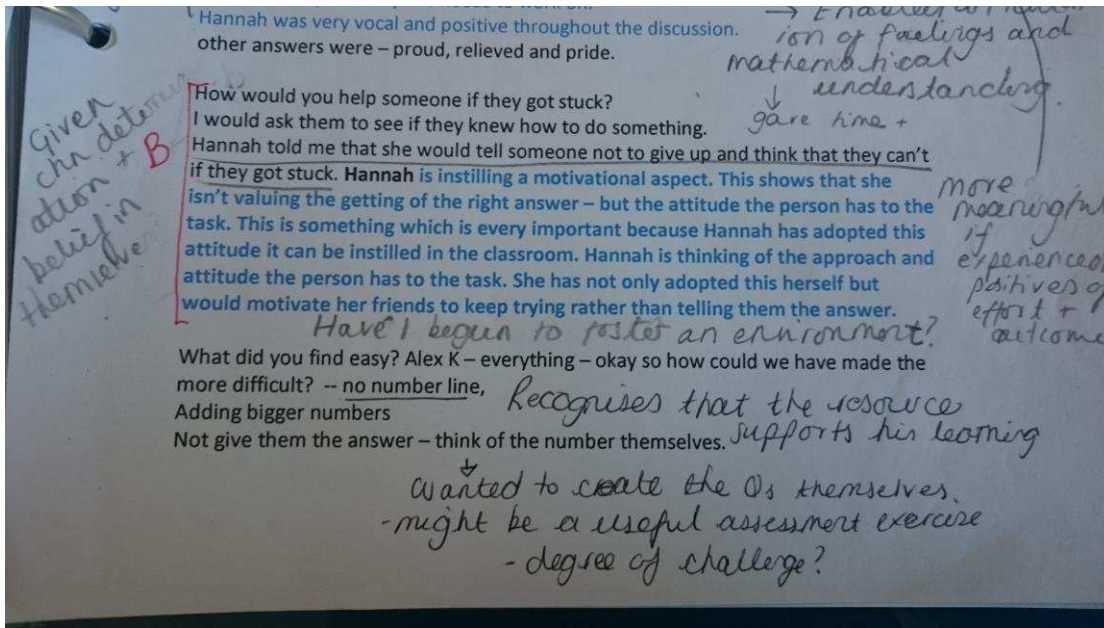 Hannah was very vocal and positive throughout the discussion.
other answers were – proud, relieved and pride.
ion of feelings and
mathematical
understanding.
gave time +
How would you help someone if they got stuck?
I would ask them to see if they knew how to do something.
Hannah told me that she would tell someone not to give up and think that they can't
if they got stuck. Hannah is instilling a motivational aspect. This shows that she
isn't valuing the getting of the right answer – but the attitude the person has to the
task. This is something which is every important because Hannah has adopted this
attitude it can be instilled in the classroom. Hannah is thinking of the approach and
attitude the person has to the task. She has not only adopted this herself but
would motivate her friends to keep trying rather than telling them the answer.
Given
chn determin
ation +
belief in
themselves
B
more
meaningful
if
experienced
positives of
effort +
outcome
Have I begun to foster an environment?
What did you find easy? Alex K – everything – okay so how could we have made the
more difficult? -- no number line,
Recognises that the resource
supports his learning
Adding bigger numbers
Not give them the answer – think of the number themselves.
wanted to create the Qs themselves.
- might be a useful assessment exercise
- degree of challenge?